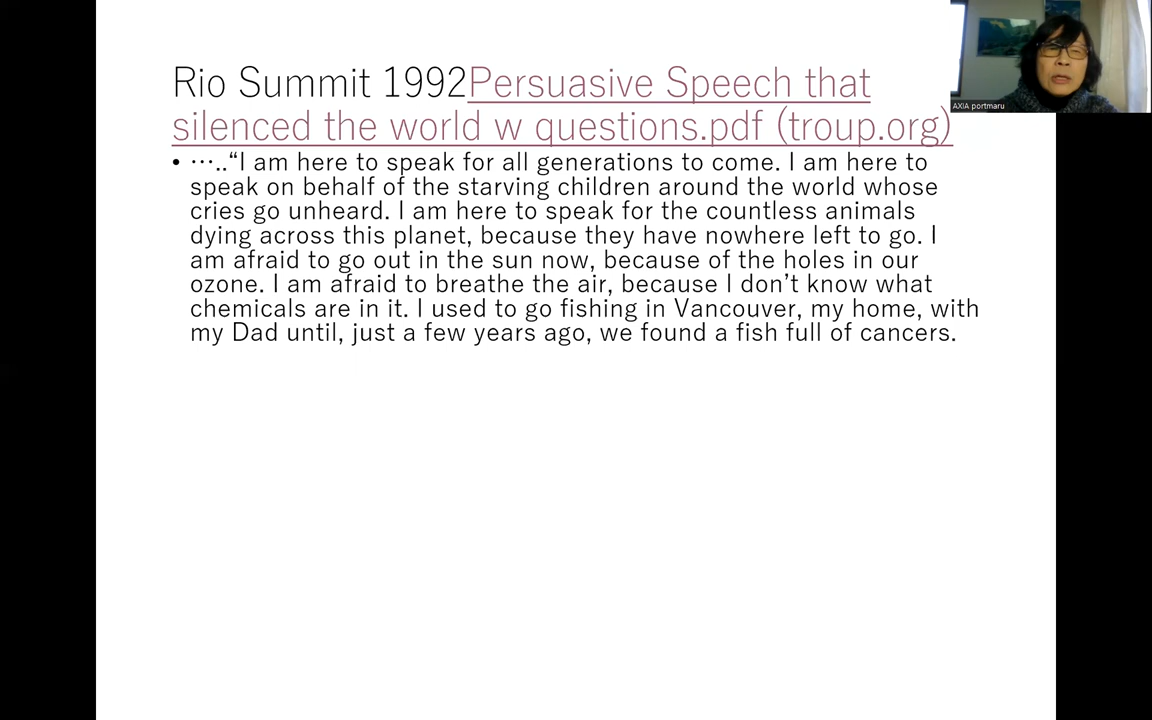 Rio Summit 1992Persuasive Speech that
silenced the world w questions.pdf (troup.org)
• …..“I am here to speak for all generations to come. I am here to
speak on behalf of the starving children around the world whose
cries go unheard. I am here to speak for the countless animals
dying across this planet, because they have nowhere left to go. I
am afraid to go out in the sun now, because of the holes in our
ozone. I am afraid to breathe the air, because I don’t know what
chemicals are in it. I used to go fishing in Vancouver, my home, with
my Dad until, just a few years ago, we found a fish full of cancers.
AXIA portmaru